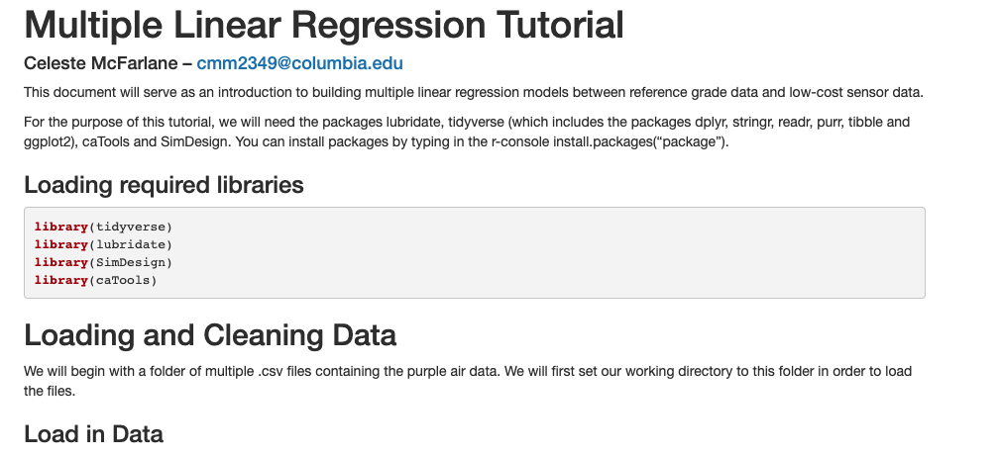 Multiple Linear Regression Tutorial
Celeste McFarlane – cmm2349@columbia.edu
This document will serve as an introduction to building multiple linear regression models between reference grade data and low-cost sensor data.
For the purpose of this tutorial, we will need the packages lubridate, tidyverse (which includes the packages dplyr, stringr, readr, purr, tibble and
ggplot2), caTools and SimDesign. You can install packages by typing in the r-console install.packages(“package”).
Loading required libraries
library(tidyverse)
library(lubridate)
library(SimDesign)
library(caTools)
Loading and Cleaning Data
We will begin with a folder of multiple .csv files containing the purple air data. We will first set our working directory to this folder in order to load
the files.
Load in Data